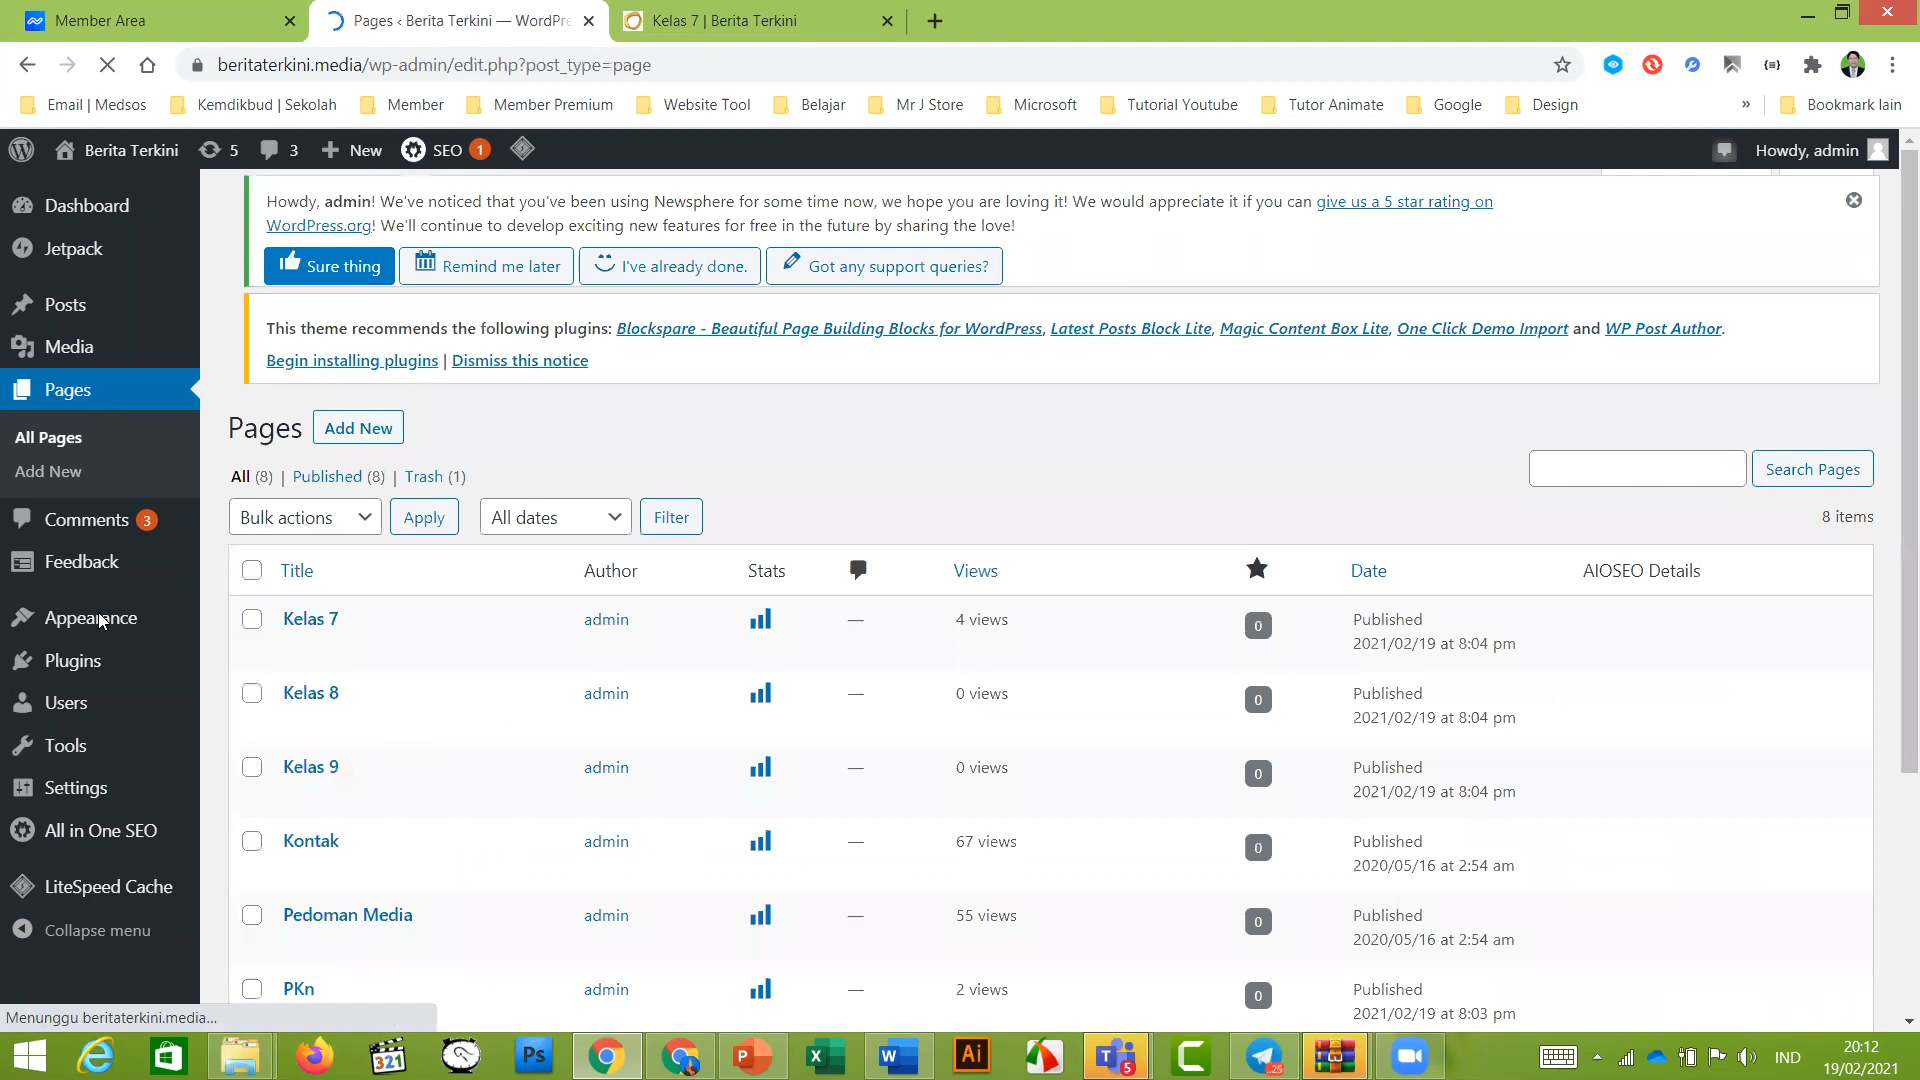 Member Area
Pages ‹ Berita Terkini — WordPre
Kelas 7 | Berita Terkini
beritaterkini.media/wp-admin/edit.php?post_type=page
Email | Medsos
Kemdikbud | Sekolah
Member
Member Premium
Website Tool
Belajar
Mr J Store
Microsoft
Tutorial Youtube
Tutor Animate
Google
Design
»
Bookmark lain
Berita Terkini
5
3
New
SEO 1
Howdy, admin
Dashboard
Jetpack
Posts
Media
Pages
All Pages
Add New
Comments 3
Feedback
Appearance
Plugins
Users
Tools
Settings
All in One SEO
LiteSpeed Cache
Collapse menu
Howdy, admin! We've noticed that you've been using Newsphere for some time now, we hope you are loving it! We would appreciate it if you can give us a 5 star rating on
WordPress.org! We'll continue to develop exciting new features for free in the future by sharing the love!
Sure thing
Remind me later
I've already done.
Got any support queries?
This theme recommends the following plugins: Blockspare - Beautiful Page Building Blocks for WordPress, Latest Posts Block Lite, Magic Content Box Lite, One Click Demo Import and WP Post Author.
Begin installing plugins | Dismiss this notice
Pages
Add New
All (8) | Published (8) | Trash (1)
Search Pages
Bulk actions
Apply
All dates
Filter
8 items
Title
Author
Stats
Views
Date
AIOSEO Details
Kelas 7
admin
—
4 views
0
Published
2021/02/19 at 8:04 pm
Kelas 8
admin
—
0 views
0
Published
2021/02/19 at 8:04 pm
Kelas 9
admin
—
0 views
0
Published
2021/02/19 at 8:04 pm
Kontak
admin
—
67 views
0
Published
2020/05/16 at 2:54 am
Pedoman Media
admin
—
55 views
0
Published
2020/05/16 at 2:54 am
PKn
admin
—
2 views
0
Published
2021/02/19 at 8:03 pm
Menunggu beritaterkini.media...
321
Ps
Ai
5
25
IND
20:12
19/02/2021